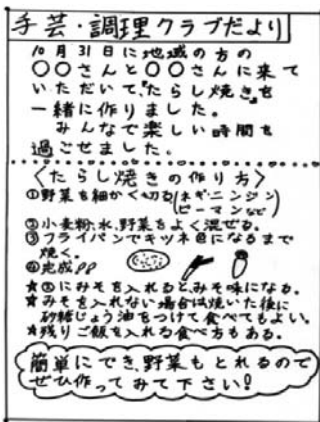 手芸・調理クラブだより
10月31日に地域の方の
○○さんと○○さんに来て
いただいて、『たらし焼き』を
一緒に作りました。
みんなで楽しい時間を
過ごせました。
〈たらし焼きの作り方〉
①野菜を細かく切る(ネギ・ニンジン
ピーマンなど)
②小麦粉、水、野菜をよく混ぜる。
③フライパンでキツネ色になるまで
焼く。
④完成♪♪
★②にみそを入れると、みそ味になる。
★みそを入れない場合は焼いた後に
砂糖じょう油をつけて食べてもよい。
★残りご飯を入れる食べ方もある。
簡単にでき、野菜もとれるので
ぜひ作ってみて下さい!